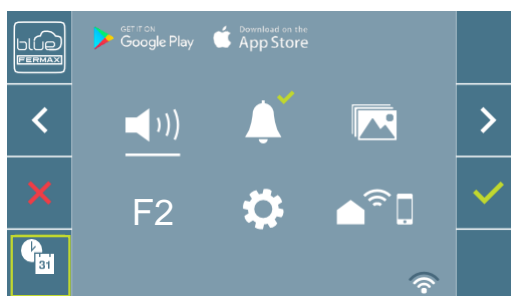 blue
FERMAX
GET IT ON
Google Play
Download on the
App Store
F2
31